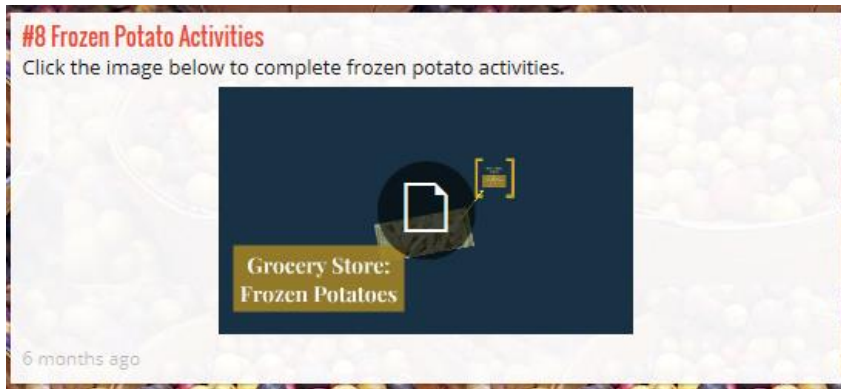 #8 Frozen Potato Activities
Click the image below to complete frozen potato activities.
Grocery Store:
Frozen Potatoes
6 months ago